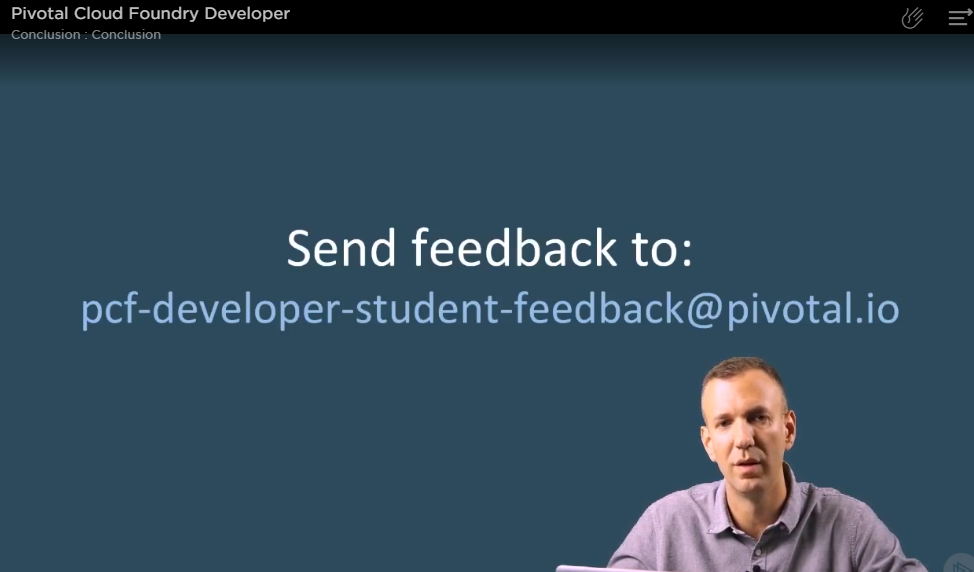 Pivotal Cloud Foundry Developer
Conclusion : Conclusion
Send feedback to:
pcf-developer-student-feedback@pivotal.io